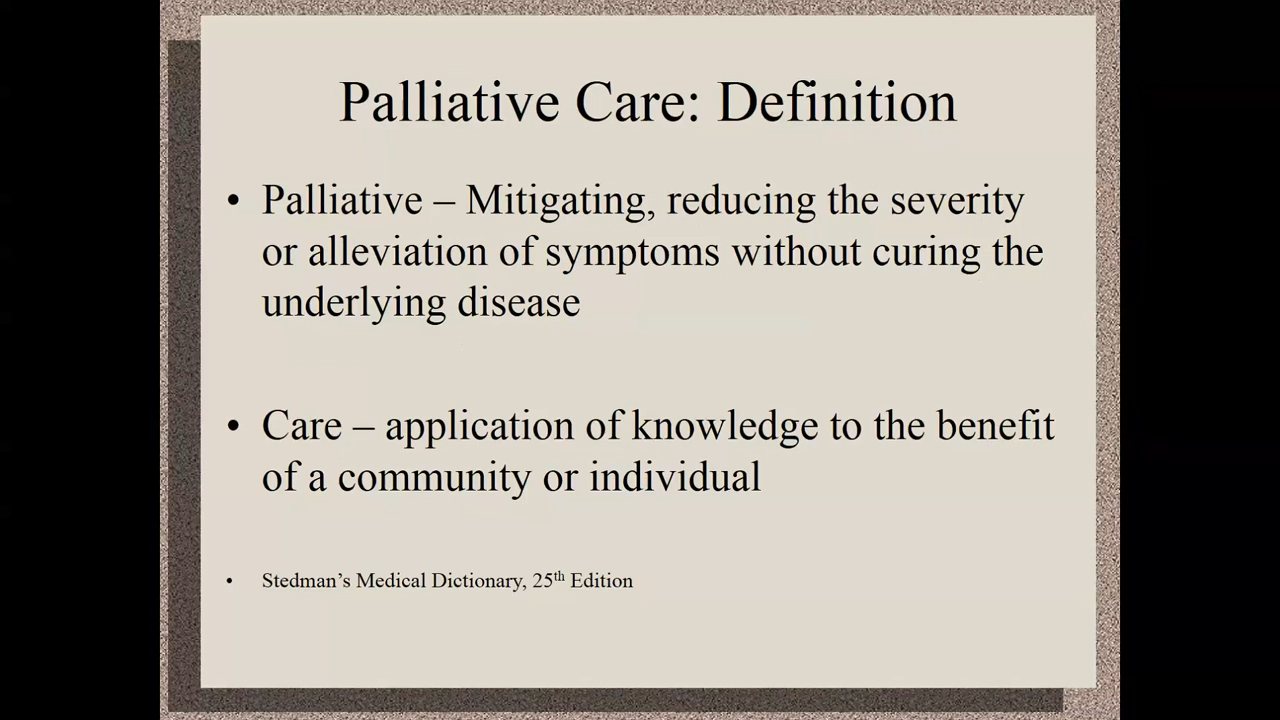 Palliative Care: Definition
• Palliative – Mitigating, reducing the severity
or alleviation of symptoms without curing the
underlying disease
• Care – application of knowledge to the benefit
of a community or individual
• Stedman’s Medical Dictionary, 25th Edition